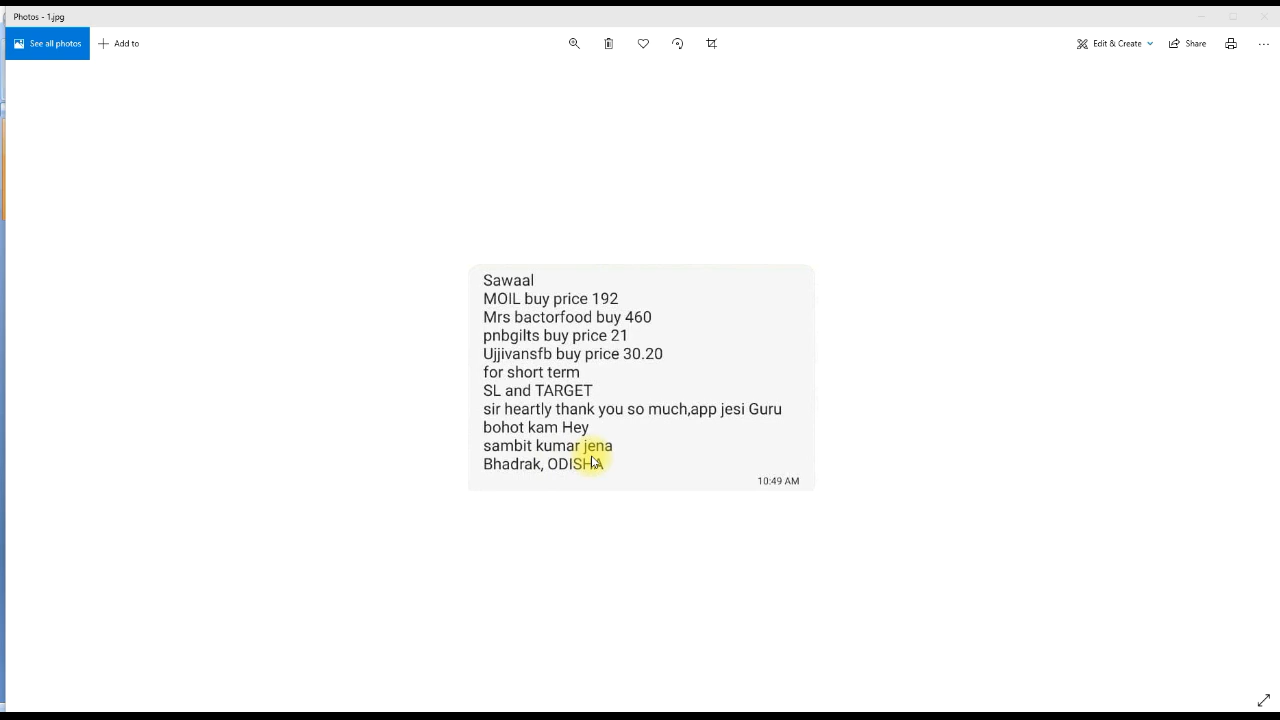 Photos - 1.jpg
See all photos
Add to
Edit & Create
Share
Sawaal
MOIL buy price 192
Mrs bactorfood buy 460
pnbgilts buy price 21
Ujjivansfb buy price 30.20
for short term
SL and TARGET
sir heartly thank you so much,app jesi Guru
bohot kam Hey
sambit kumar jena
Bhadrak, ODISHA
10:49 AM